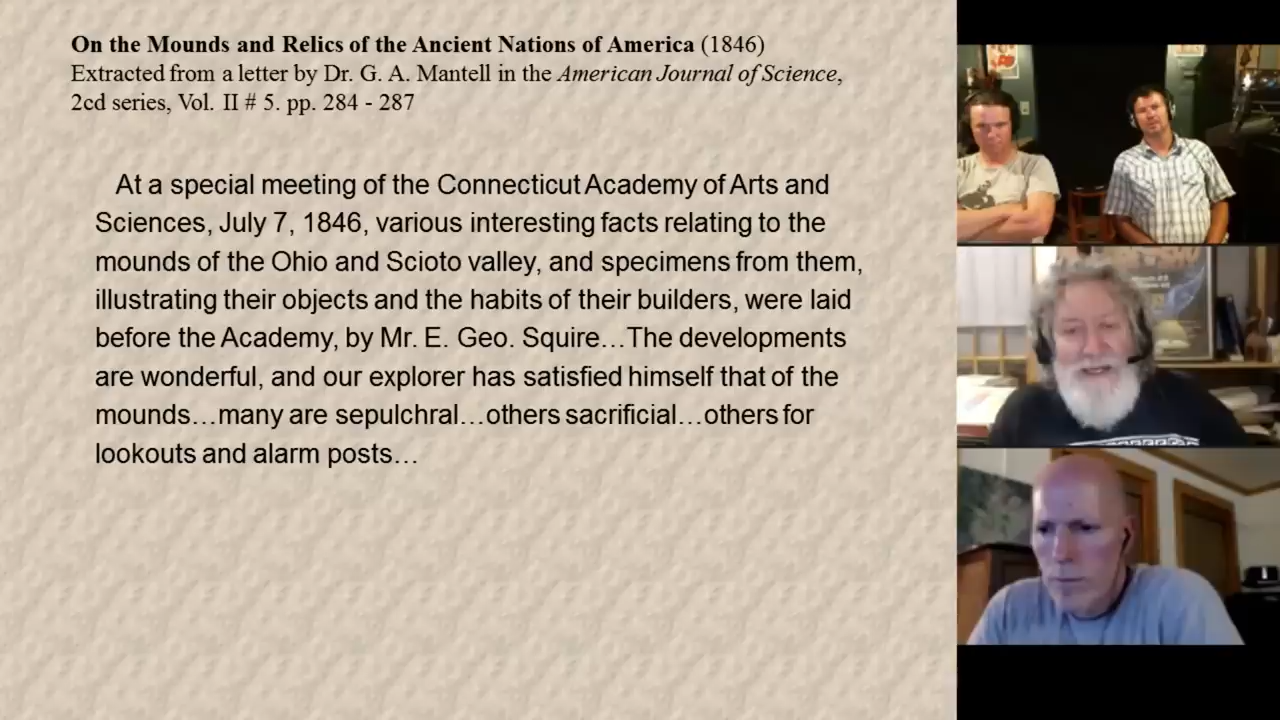 On the Mounds and Relics of the Ancient Nations of America (1846)
Extracted from a letter by Dr. G. A. Mantell in the American Journal of Science,
2cd series, Vol. II # 5. pp. 284 - 287
At a special meeting of the Connecticut Academy of Arts and
Sciences, July 7, 1846, various interesting facts relating to the
mounds of the Ohio and Scioto valley, and specimens from them,
illustrating their objects and the habits of their builders, were laid
before the Academy, by Mr. E. Geo. Squire…The developments
are wonderful, and our explorer has satisfied himself that of the
mounds…many are sepulchral…others sacrificial…others for
lookouts and alarm posts…